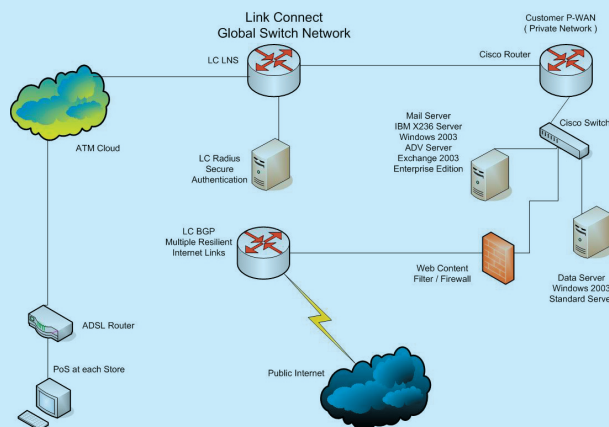 Link Connect
Global Switch Network
Customer P-WAN
( Private Network )
LC LNS
Cisco Router
ATM Cloud
LC Radius
Secure
Authentication
Mail Server
IBM X236 Server
Windows 2003
ADV Server
Exchange 2003
Enterprise Edition
Cisco Switch
LC BGP
Multiple Resilient
Internet Links
Web Content
Filter / Firewall
Data Server
Windows 2003
Standard Server
ADSL Router
PoS at each Store
Public Internet